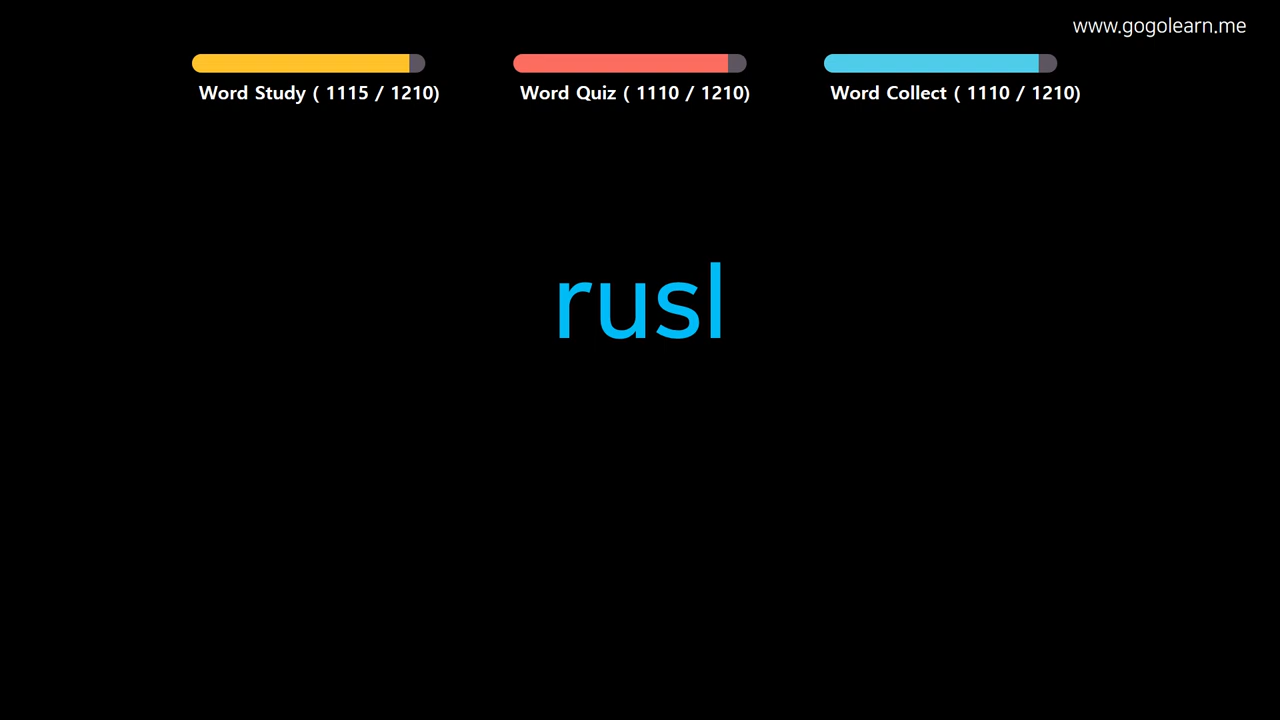 www.gogolearn.me
Word Study ( 1115 / 1210)
Word Quiz ( 1110 / 1210)
Word Collect ( 1110 / 1210)
rusl